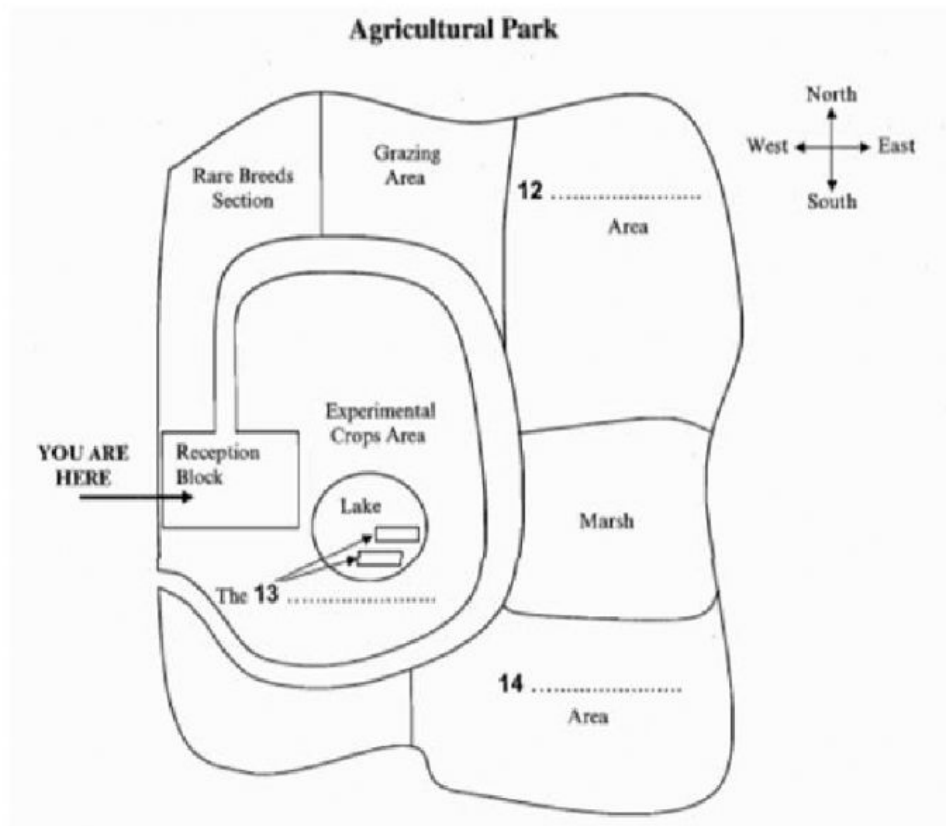 Agricultural Park
North
West
East
South
Rare Breeds
Section
Grazing
Area
12 ..............................
Area
Experimental
Crops Area
YOU ARE
HERE
Reception
Block
Lake
Marsh
The 13 ..............................
14 ..............................
Area